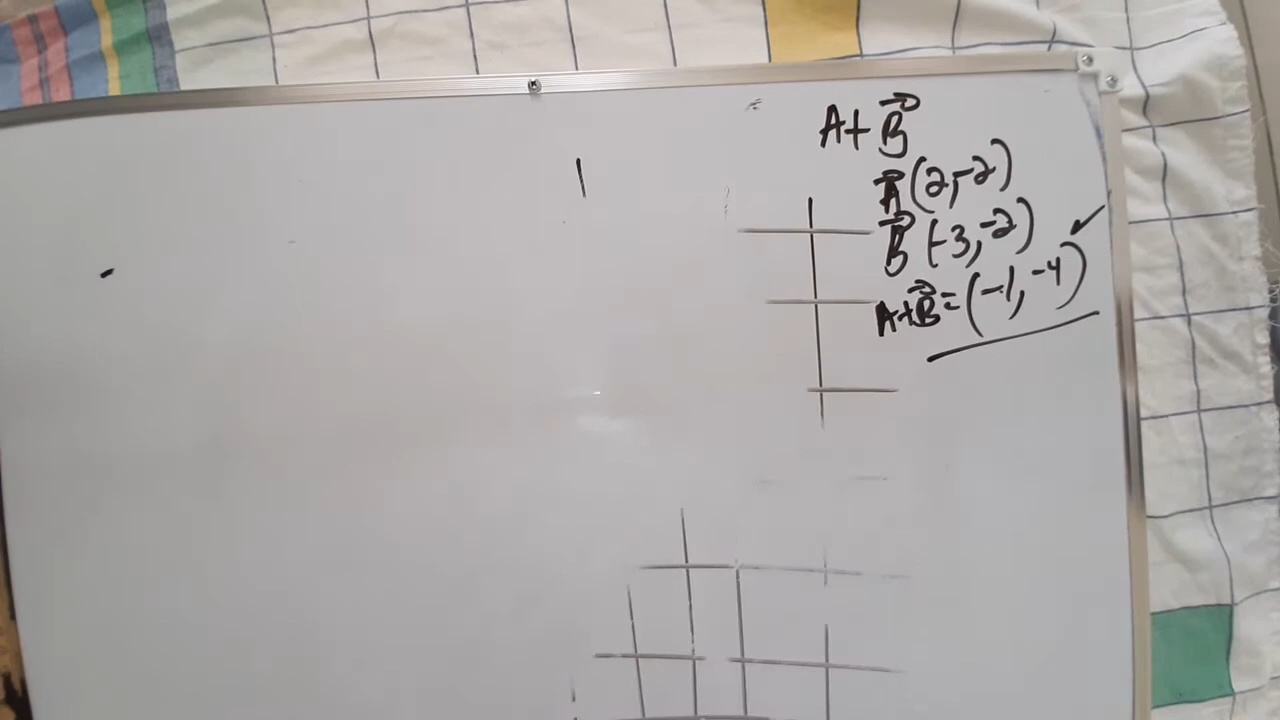 A+B⃗
A⃗(2,-2)
B⃗(-3,-2)
A+B⃗=(-1,-4)